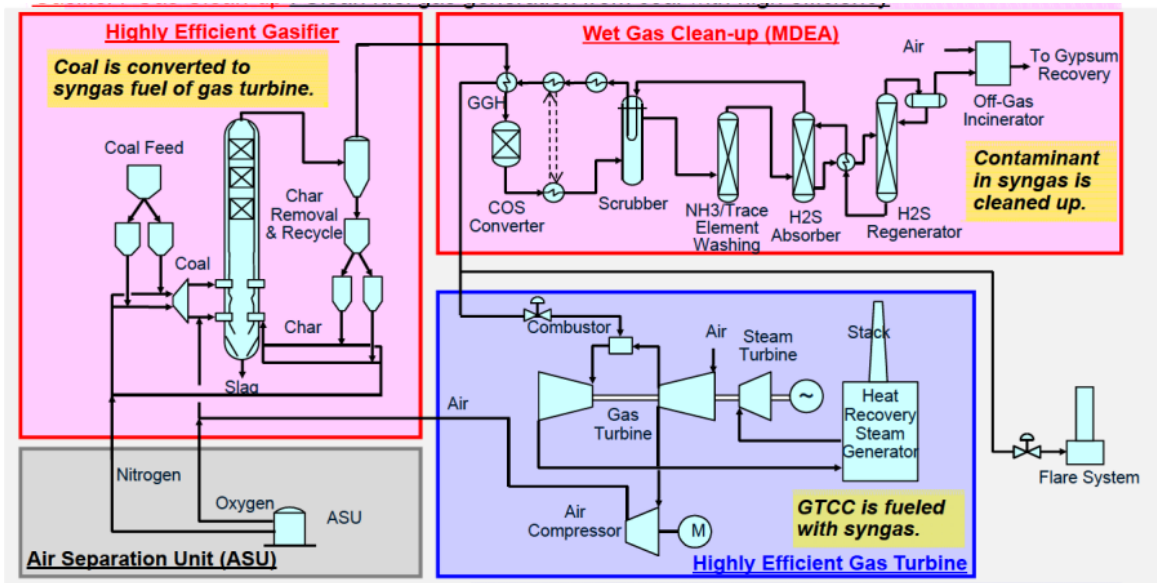 Highly Efficient Gasifier
Coal is converted to
syngas fuel of gas turbine.
Coal Feed
Char
Removal
& Recycle
Coal
Char
Slag
Wet Gas Clean-up (MDEA)
Air
To Gypsum
Recovery
Off-Gas
Incinerator
GGH
COS
Converter
Scrubber
NH3/Trace
Element
Washing
H2S
Absorber
H2S
Regenerator
Contaminant
in syngas is
cleaned up.
Combustor
Air
Steam
Turbine
Stack
Heat
Recovery
Steam
Generator
Gas
Turbine
~
Air
Air
Compressor
M
GTCC is fueled
with syngas.
Highly Efficient Gas Turbine
Flare System
Nitrogen
Oxygen
ASU
Air Separation Unit (ASU)